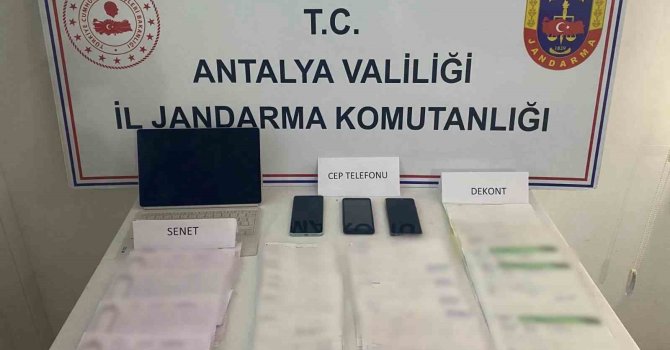 T.C.
ANTALYA VALİLİĞİ
İL JANDARMA KOMUTANLIĞI
JANDARMA
CEP TELEFONU
DEKONT
SENET